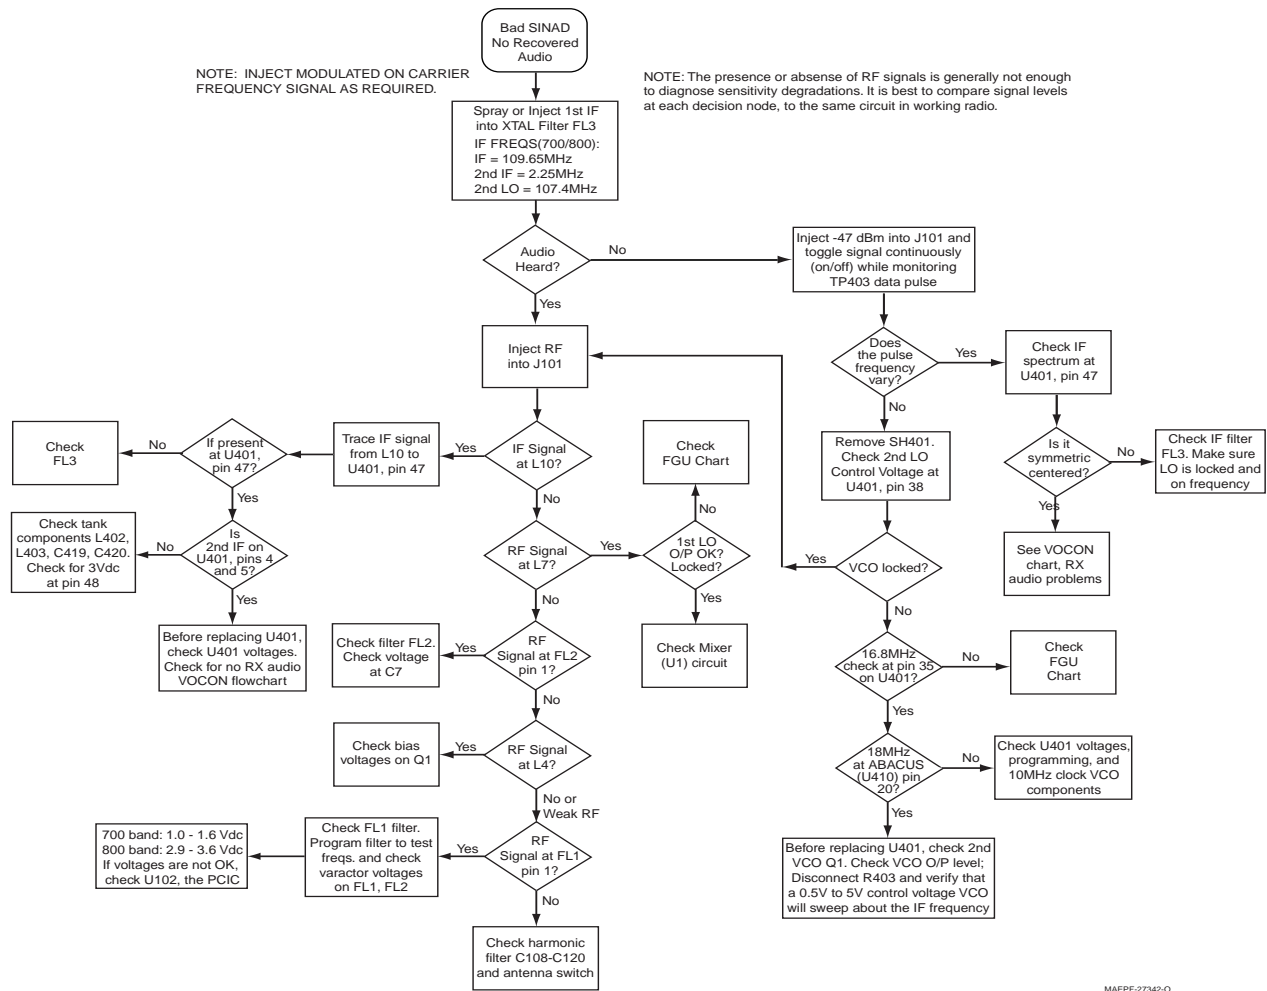 Bad SINAD
No Recovered
Audio
NOTE: INJECT MODULATED ON CARRIER
FREQUENCY SIGNAL AS REQUIRED.
NOTE: The presence or absense of RF signals is generally not enough
to diagnose sensitivity degradations. It is best to compare signal levels
at each decision node, to the same circuit in working radio.
Spray or Inject 1st IF
into XTAL Filter FL3
IF FREQS(700/800):
IF = 109.65MHz
2nd IF = 2.25MHz
2nd LO = 107.4MHz
Audio
Heard?
No
Yes
Inject -47 dBm into J101 and
toggle signal continuously
(on/off) while monitoring
TP403 data pulse
Inject RF
into J101
Does
the pulse
frequency
vary?
Yes
No
Check IF
spectrum at
U401, pin 47
Check
FL3
No
If present
at U401,
pin 47?
Yes
Trace IF signal
from L10 to
U401, pin 47
Yes
IF Signal
at L10?
No
Check
FGU Chart
No
Remove SH401.
Check 2nd LO
Control Voltage at
U401, pin 38
Is it
symmetric
centered?
No
Yes
Check IF filter
FL3. Make sure
LO is locked and
on frequency
Check tank
components L402,
L403, C419, C420.
Check for 3Vdc
at pin 48
No
Is
2nd IF on
U401, pins 4
and 5?
Yes
RF Signal
at L7?
Yes
No
1st LO
O/P OK?
Locked?
Yes
Yes
VCO locked?
No
See VOCON
chart, RX
audio problems
Before replacing U401,
check U401 voltages.
Check for no RX audio
VOCON flowchart
Check filter FL2.
Check voltage
at C7
Yes
RF
Signal at FL2
pin 1?
No
Check Mixer
(U1) circuit
16.8MHz
check at pin 35
on U401?
No
Yes
Check
FGU
Chart
Check bias
voltages on Q1
Yes
RF Signal
at L4?
No or
Weak RF
18MHz
at ABACUS
(U410) pin
20?
No
Yes
Check U401 voltages,
programming, and
10MHz clock VCO
components
700 band: 1.0 - 1.6 Vdc
800 band: 2.9 - 3.6 Vdc
If voltages are not OK,
check U102, the PCIC
Check FL1 filter.
Program filter to test
freqs. and check
varactor voltages
on FL1, FL2
Yes
RF
Signal at FL1
pin 1?
No
Before replacing U401, check 2nd
VCO Q1. Check VCO O/P level;
Disconnect R403 and verify that
a 0.5V to 5V control voltage VCO
will sweep about the IF frequency
Check harmonic
filter C108-C120
and antenna switch
MAEPF-27342-O